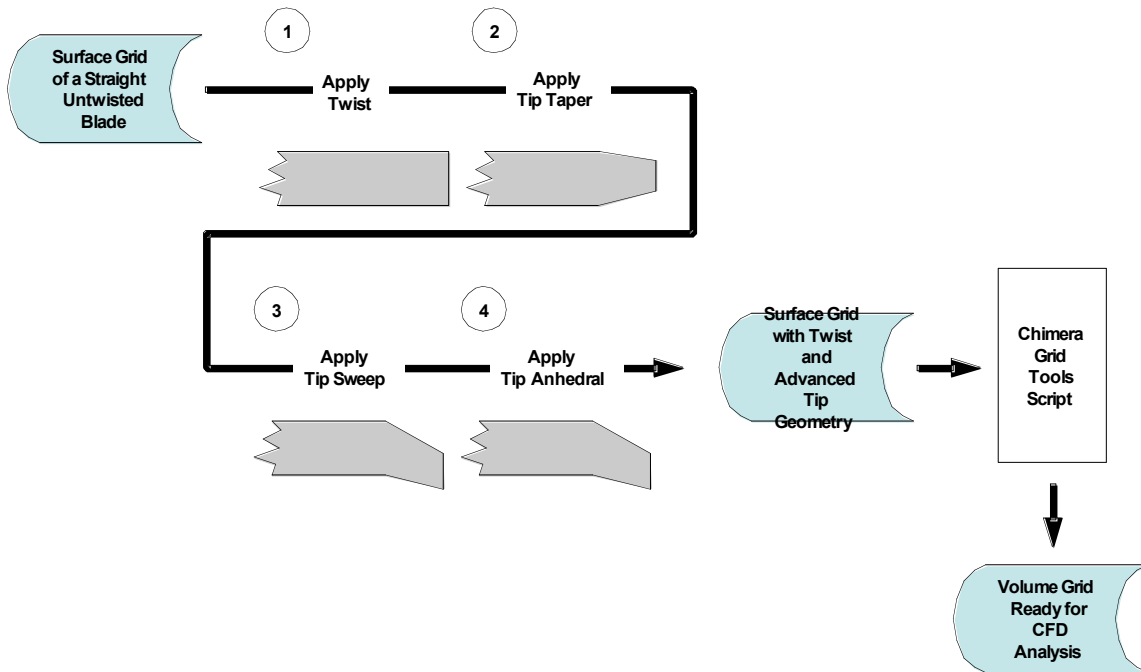 Surface Grid
of a Straight
Untwisted
Blade
1
Apply
Twist
2
Apply
Tip Taper
3
Apply
Tip Sweep
4
Apply
Tip Anhedral
Surface Grid
with Twist
and
Advanced
Tip
Geometry
Chimera
Grid
Tools
Script
Volume Grid
Ready for
CFD
Analysis